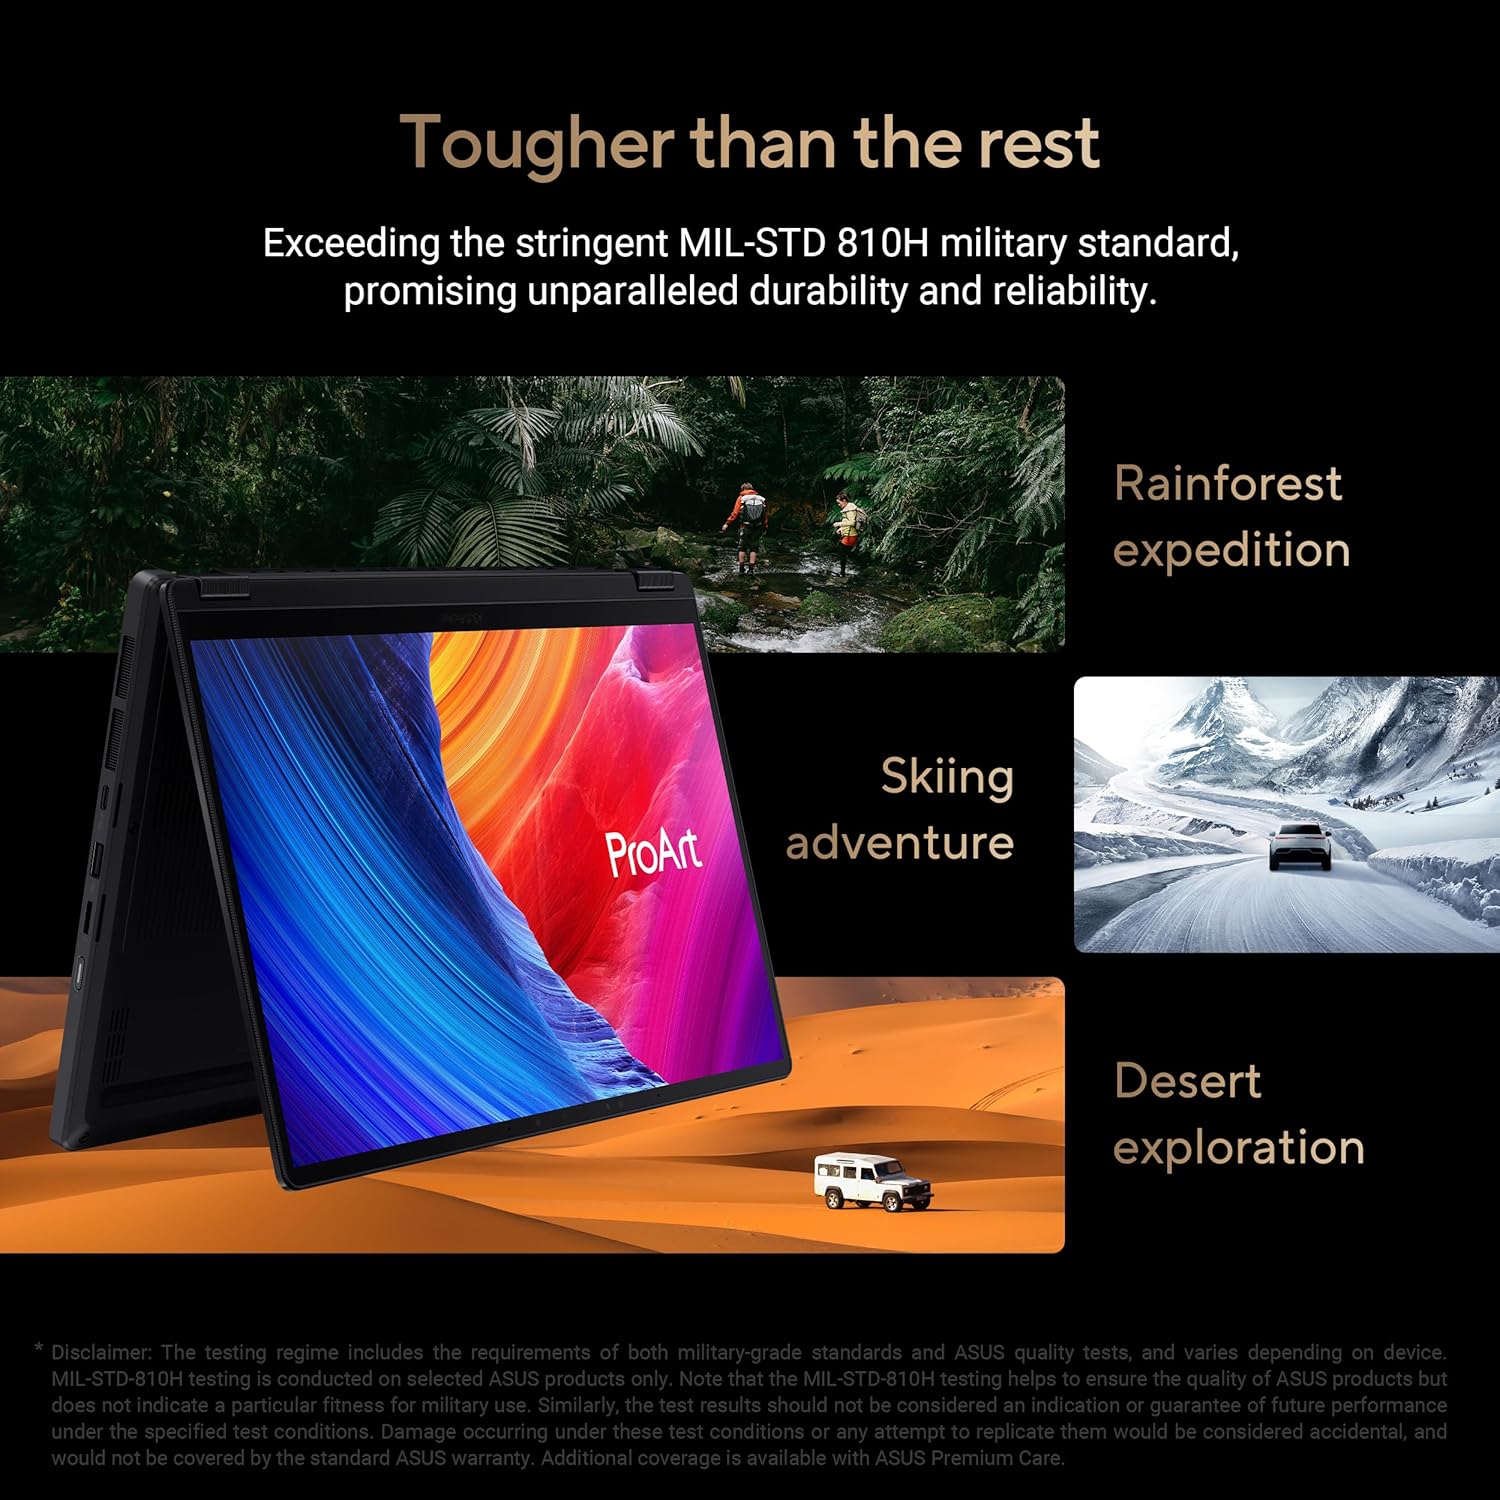 Tougher than the rest
Exceeding the stringent MIL-STD 810H military standard,
promising unparalleled durability and reliability.
Rainforest
expedition
ProArt
Skiing
adventure
Desert
exploration
* Disclaimer: The testing regime includes the requirements of both military-grade standards and ASUS quality tests, and varies depending on device.
MIL-STD-810H testing is conducted on selected ASUS products only. Note that the MIL-STD-810H testing helps to ensure the quality of ASUS products but
does not indicate a particular fitness for military use. Similarly, the test results should not be considered an indication or guarantee of future performance
under the specified test conditions. Damage occurring under these test conditions or any attempt to replicate them would be considered accidental, and
would not be covered by the standard ASUS warranty. Additional coverage is available with ASUS Premium Care.